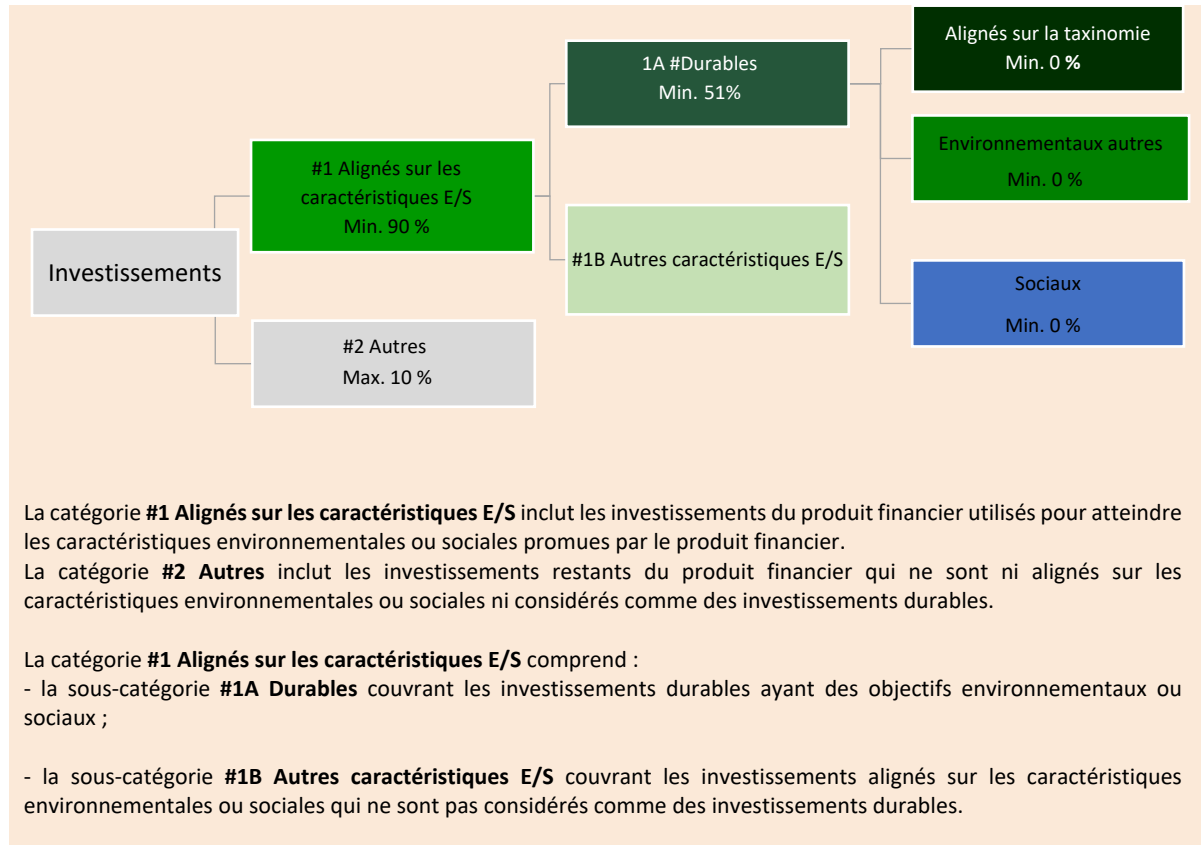 Alignés sur la taxinomie
Min. 0 %
1A #Durables
Min. 51%
Environnementaux autres
Min. 0 %
#1 Alignés sur les
caractéristiques E/S
Min. 90 %
#1B Autres caractéristiques E/S
Investissements
Sociaux
Min. 0 %
#2 Autres
Max. 10 %
La catégorie #1 Alignés sur les caractéristiques E/S inclut les investissements du produit financier utilisés pour atteindre
les caractéristiques environnementales ou sociales promues par le produit financier.
La catégorie #2 Autres inclut les investissements restants du produit financier qui ne sont ni alignés sur les
caractéristiques environnementales ou sociales ni considérés comme des investissements durables.
La catégorie #1 Alignés sur les caractéristiques E/S comprend :
- la sous-catégorie #1A Durables couvrant les investissements durables ayant des objectifs environnementaux ou
sociaux ;
- la sous-catégorie #1B Autres caractéristiques E/S couvrant les investissements alignés sur les caractéristiques
environnementales ou sociales qui ne sont pas considérés comme des investissements durables.